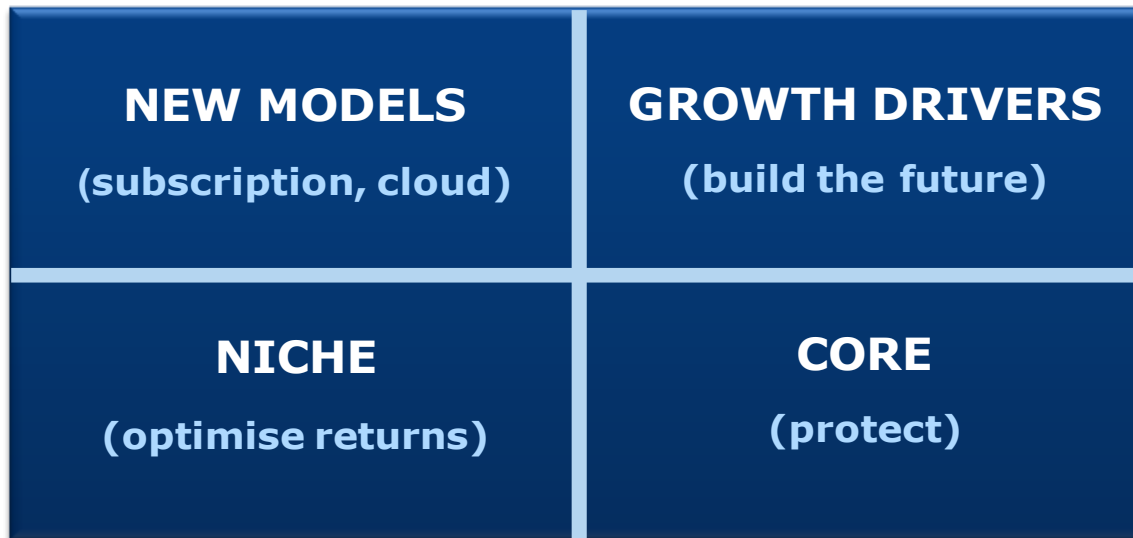 NEW MODELS
(subscription, cloud)
GROWTH DRIVERS
(build the future)
NICHE
(optimise returns)
CORE
(protect)